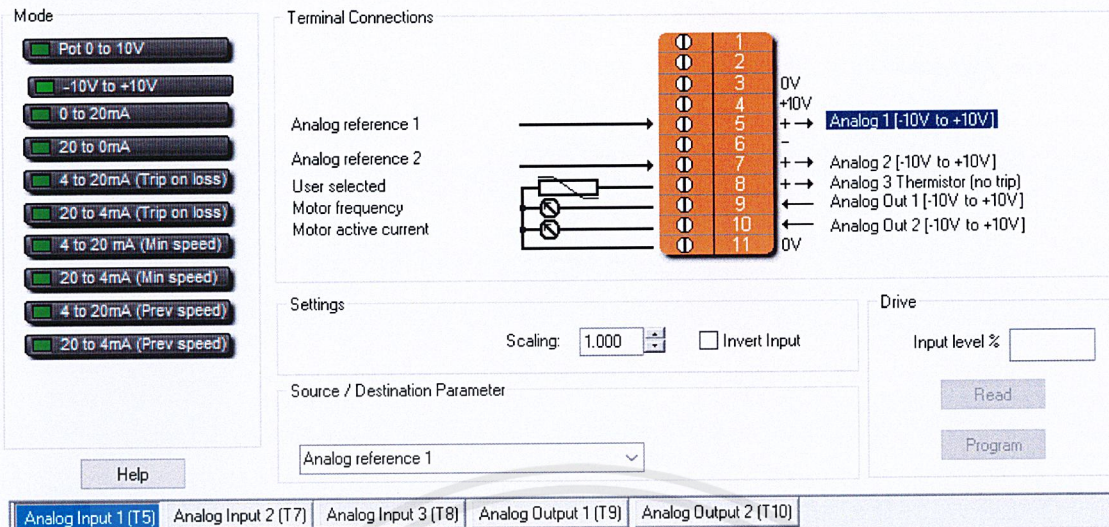 Mode
Pot 0 to 10V
-10V to +10V
0 to 20mA
20 to 0mA
4 to 20mA (Trip on loss)
20 to 4mA (Trip on loss)
4 to 20 mA (Min speed)
20 to 4mA (Min speed)
4 to 20mA (Prev speed)
20 to 4mA (Prev speed)
Help
Terminal Connections
1
2
3 0V
4 +10V
Analog reference 1 5 + Analog 1 [-10V to +10V]
6 -
Analog reference 2 7 + Analog 2 [-10V to +10V]
User selected 8 + Analog 3 Thermistor (no trip)
Motor frequency 9 Analog Out 1 [-10V to +10V]
Motor active current 10 Analog Out 2 [-10V to +10V]
11 0V
Settings
Scaling: 1.000 Invert Input
Source / Destination Parameter
Analog reference 1
Drive
Input level %
Read
Program
Analog Input 1 (T5) Analog Input 2 (T7) Analog Input 3 (T8) Analog Output 1 (T9) Analog Output 2 (T10)